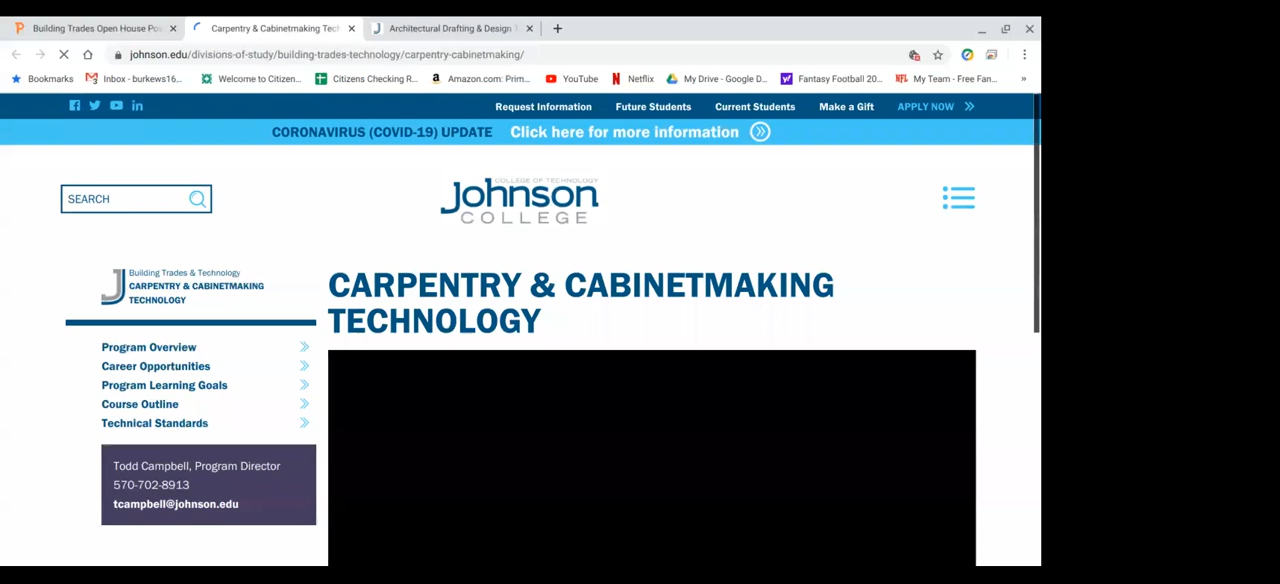 Building Trades Open House Po
Carpentry & Cabinetmaking Tec
Architectural Drafting & Design
johnson.edu/divisions-of-study/building-trades-technology/carpentry-cabinetmaking/
Bookmarks
Inbox - burkews16...
Welcome to Citizen...
Citizens Checking R...
Amazon.com: Prim...
YouTube
Netflix
My Drive - Google D...
Fantasy Football 20...
My Team - Free Fan...
»
Request Information Future Students Current Students Make a Gift APPLY NOW
CORONAVIRUS (COVID-19) UPDATE Click here for more information
SEARCH
COLLEGE OF TECHNOLOGY
Johnson
COLLEGE
Building Trades & Technology
CARPENTRY & CABINETMAKING
TECHNOLOGY
CARPENTRY & CABINETMAKING
TECHNOLOGY
Program Overview
Career Opportunities
Program Learning Goals
Course Outline
Technical Standards
Todd Campbell, Program Director
570-702-8913
tcampbell@johnson.edu